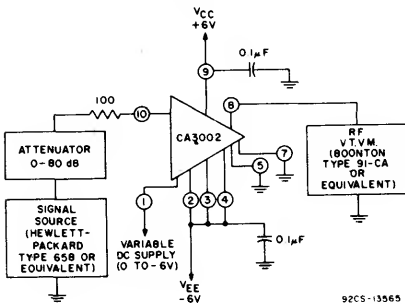 VCC
+6V
0.1µF
9
8
100
10
CA3002
7
5
ATTENUATOR
0-80 dB
RF
V.T.V.M.
(BOONTON
TYPE 91-CA
OR
EQUIVALENT)
1
2
3
4
SIGNAL
SOURCE
(HEWLETT-
PACKARD
TYPE 658 OR
EQUIVALENT)
VARIABLE
DC SUPPLY
(0 TO -6V)
0.1µF
VEE
-6V
92CS-13565